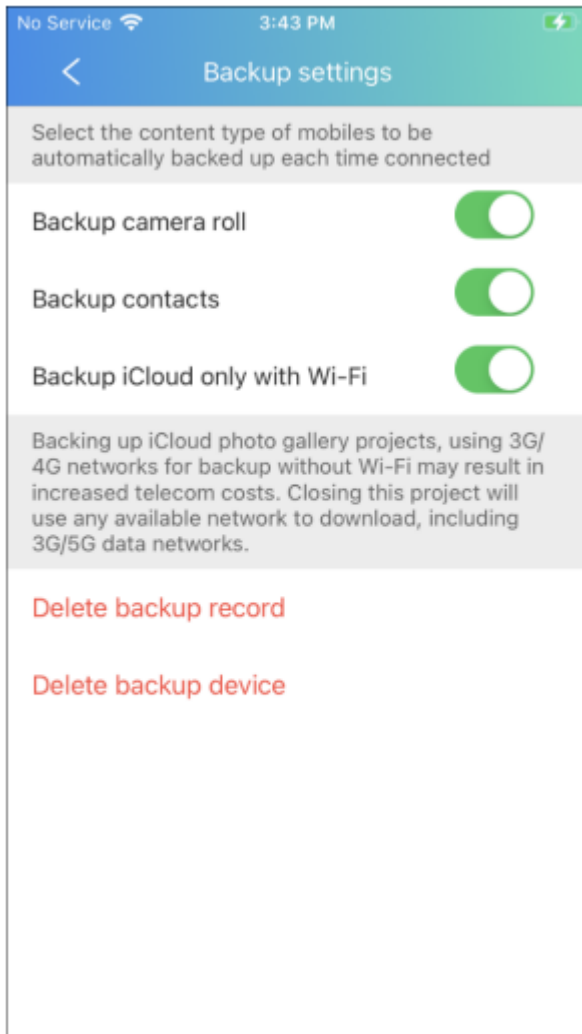 No Service 3:43 PM
Backup settings
Select the content type of mobiles to be
automatically backed up each time connected
Backup camera roll
Backup contacts
Backup iCloud only with Wi-Fi
Backing up iCloud photo gallery projects, using 3G/
4G networks for backup without Wi-Fi may result in
increased telecom costs. Closing this project will
use any available network to download, including
3G/5G data networks.
Delete backup record
Delete backup device